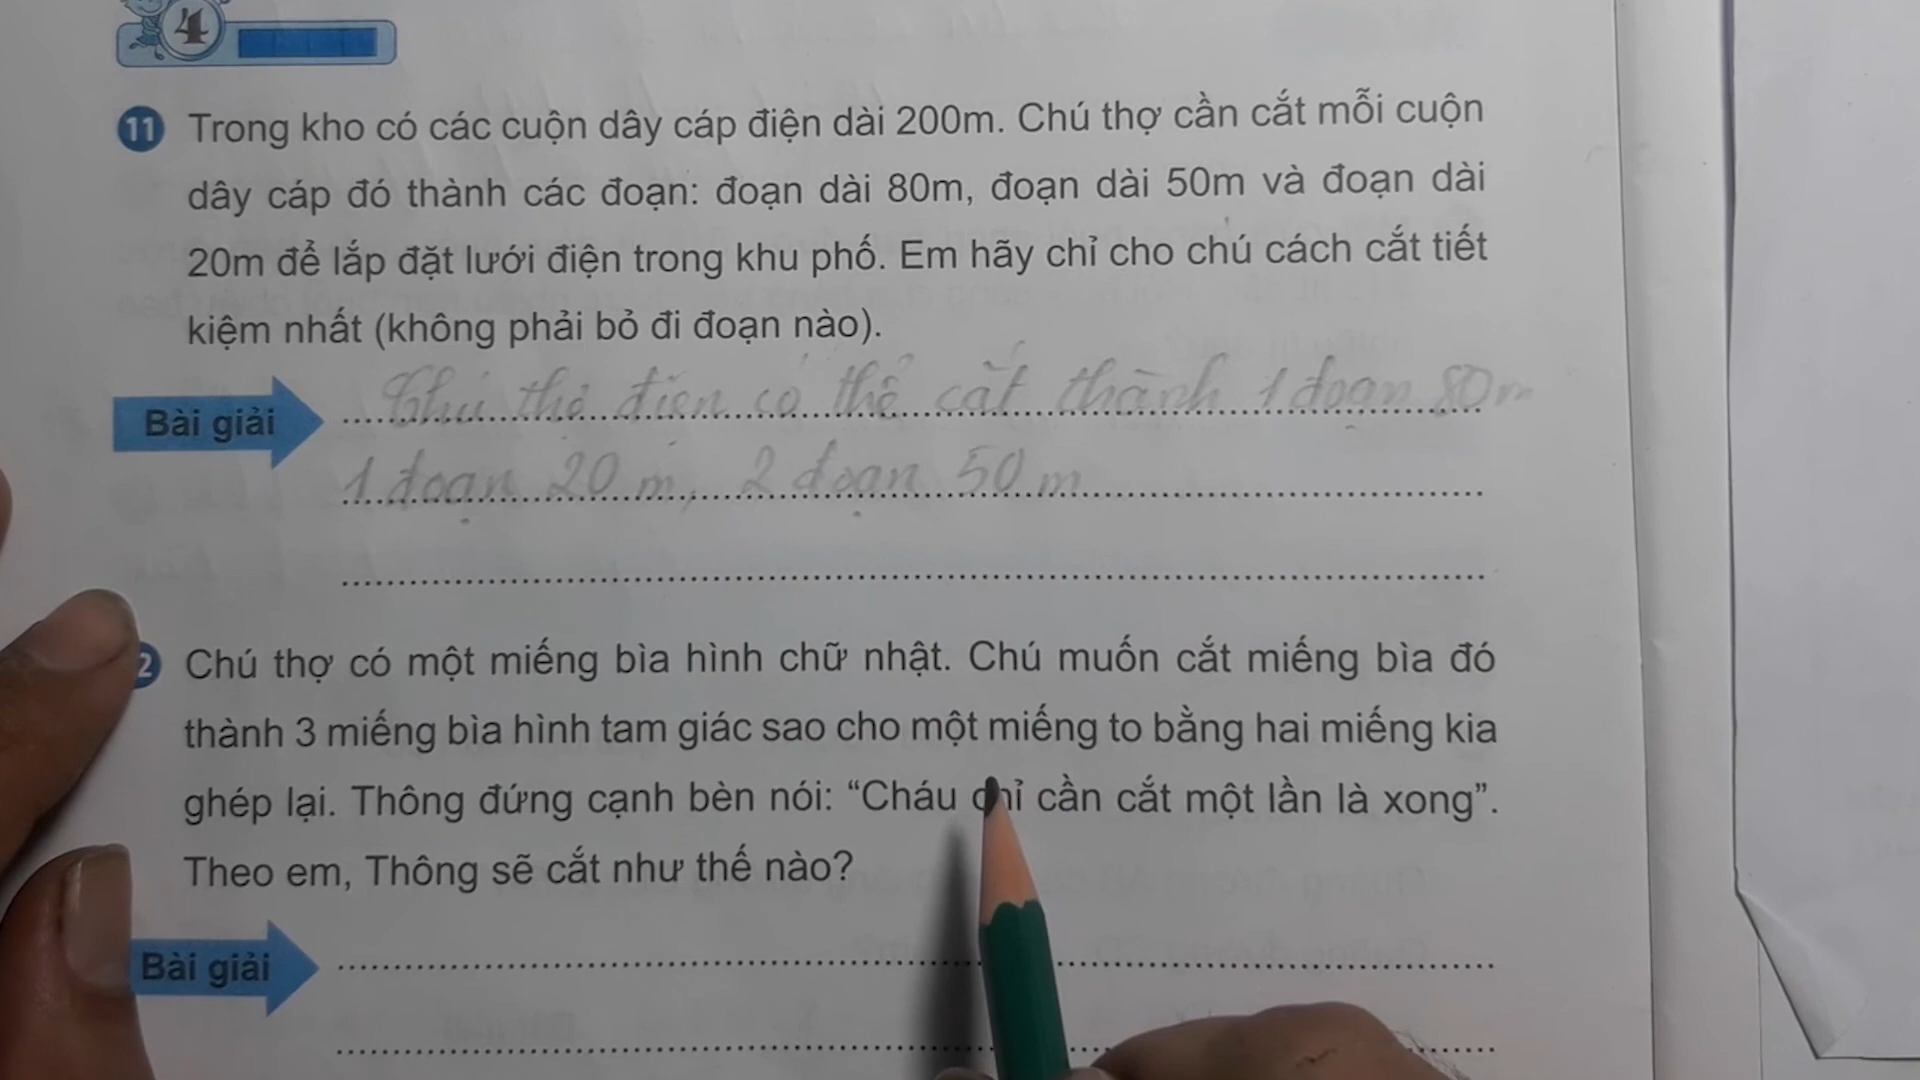 4
11 Trong kho có các cuộn dây cáp điện dài 200m. Chú thợ cần cắt mỗi cuộn
dây cáp đó thành các đoạn: đoạn dài 80m, đoạn dài 50m và đoạn dài
20m để lắp đặt lưới điện trong khu phố. Em hãy chỉ cho chú cách cắt tiết
kiệm nhất (không phải bỏ đi đoạn nào).
Bài giải Chú thợ điện có thể cắt thành 1 đoạn 80m
1 đoạn 20 m, 2 đoạn 50 m
2 Chú thợ có một miếng bìa hình chữ nhật. Chú muốn cắt miếng bìa đó
thành 3 miếng bìa hình tam giác sao cho một miếng to bằng hai miếng kia
ghép lại. Thông đứng cạnh bèn nói: “Cháu chỉ cần cắt một lần là xong”.
Theo em, Thông sẽ cắt như thế nào?
Bài giải